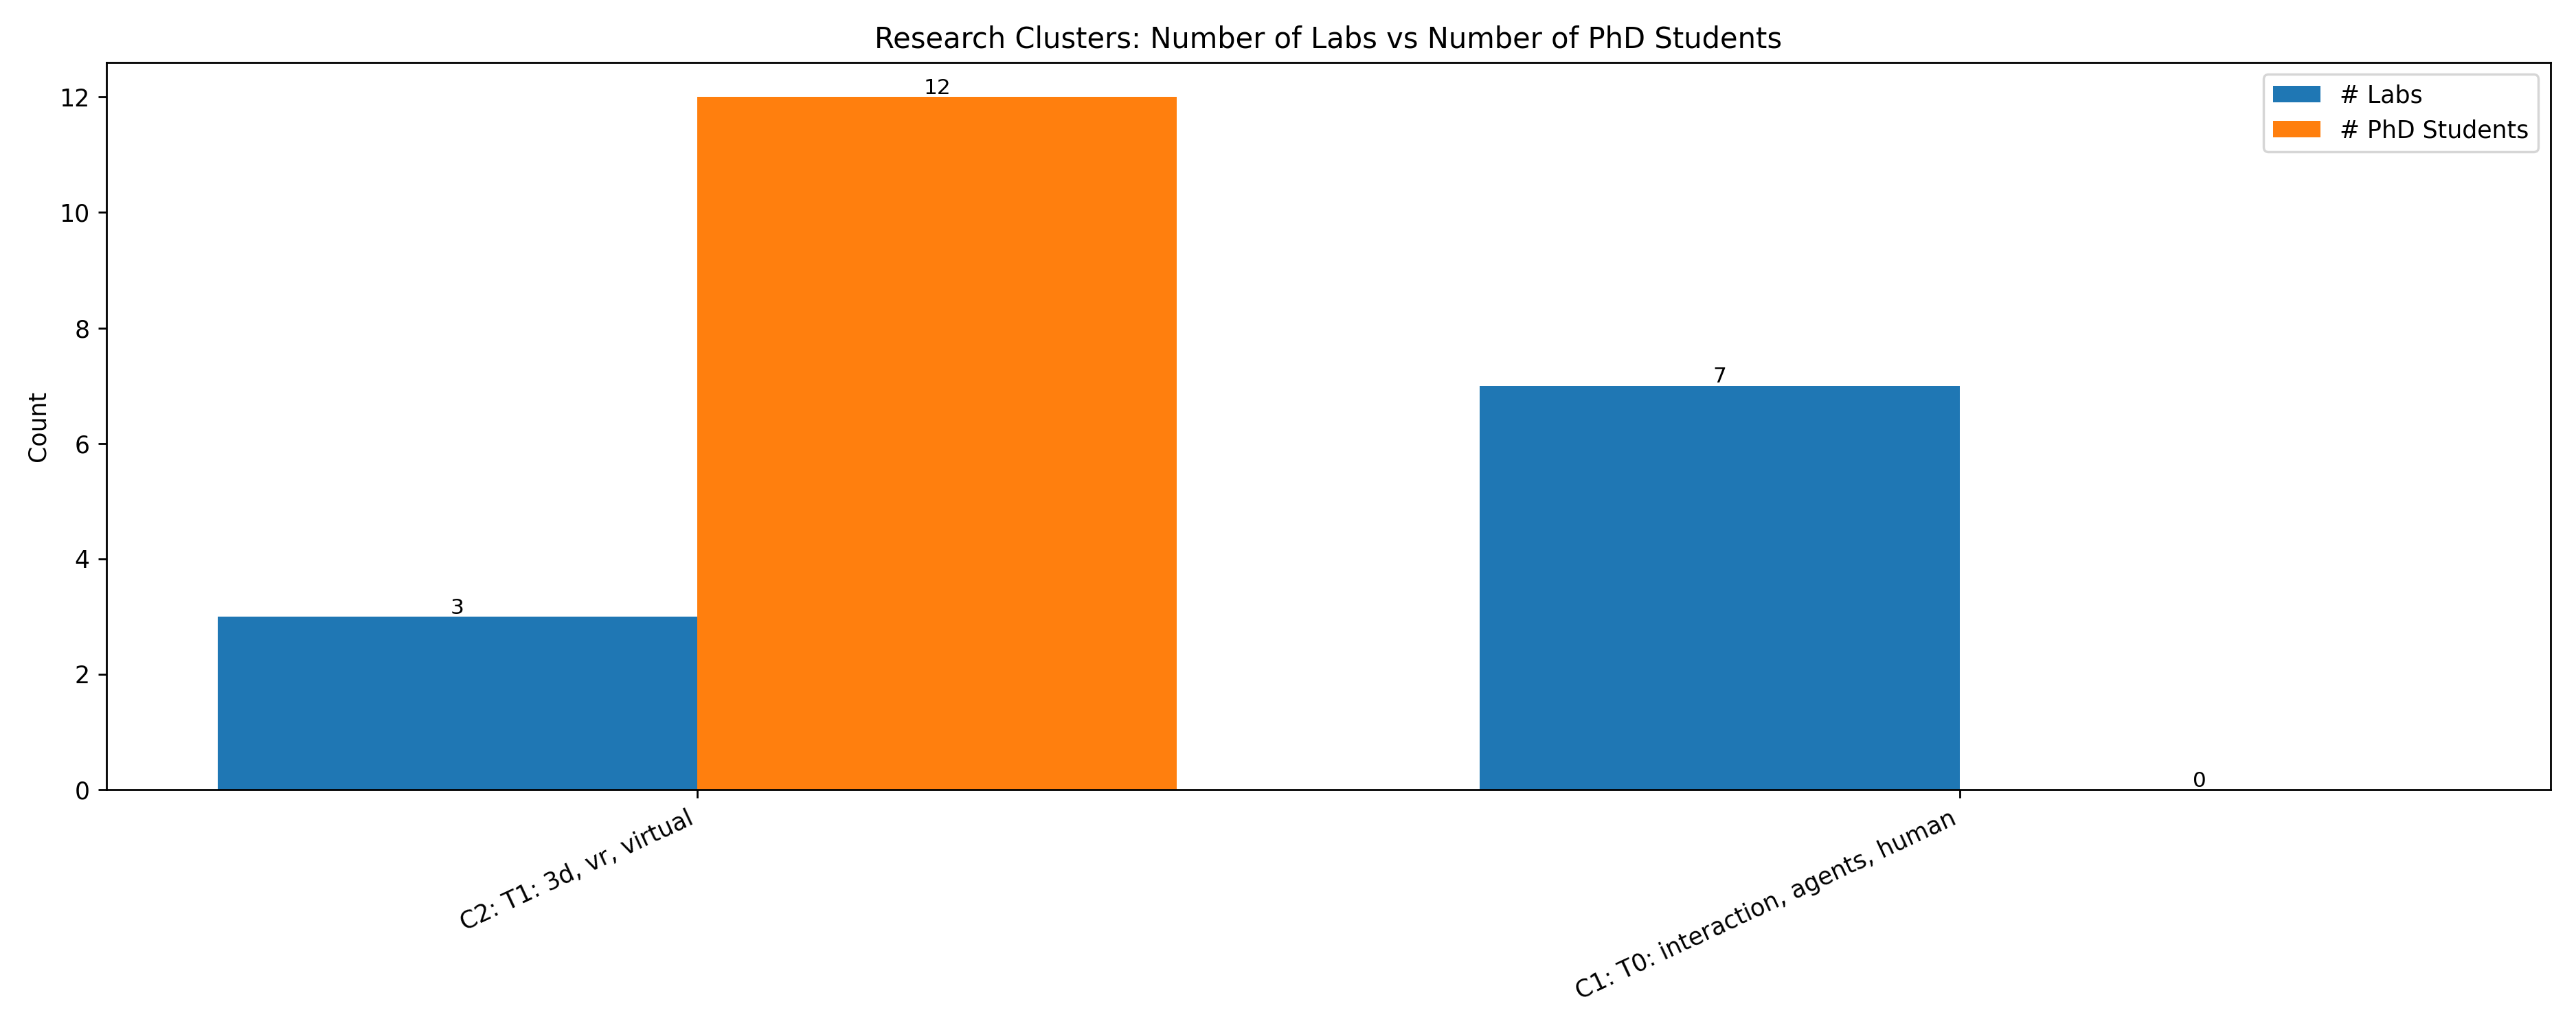 Research Clusters: Number of Labs vs Number of PhD Students
# Labs
# PhD Students
Count
12
10
8
6
4
2
0
3
12
7
0
C2: T1: 3d, vr, virtual
C1: T0: interaction, agents, human